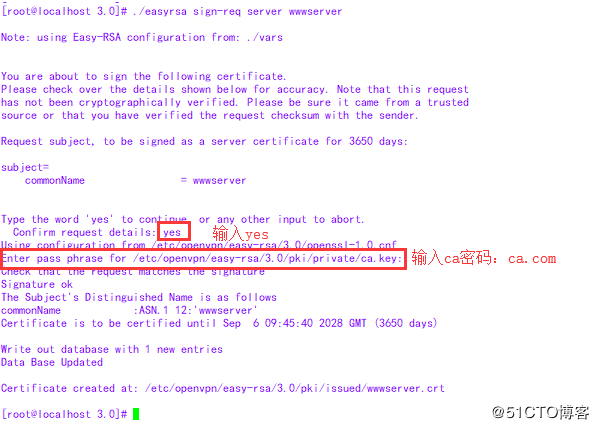 [root@localhost 3.0]# ./easyrsa sign-req server wwwserver
Note: using Easy-RSA configuration from: ./vars
You are about to sign the following certificate.
Please check over the details shown below for accuracy. Note that this request
has not been cryptographically verified. Please be sure it came from a trusted
source or that you have verified the request checksum with the sender.
Request subject, to be signed as a server certificate for 3650 days:
subject=
commonName = wwwserver
Type the word 'yes' to continue, or any other input to abort.
Confirm request details: yes 输入yes
Using configuration from /etc/openvpn/easy-rsa/3.0/openssl-1.0.cnf
Enter pass phrase for /etc/openvpn/easy-rsa/3.0/pki/private/ca.key: 输入ca密码：ca.com
Check that the request matches the signature
Signature ok
The Subject's Distinguished Name is as follows
commonName :ASN.1 12:'wwwserver'
Certificate is to be certified until Sep 6 09:45:40 2028 GMT (3650 days)
Write out database with 1 new entries
Data Base Updated
Certificate created at: /etc/openvpn/easy-rsa/3.0/pki/issued/wwwserver.crt
[root@localhost 3.0]#
@51CTO博客